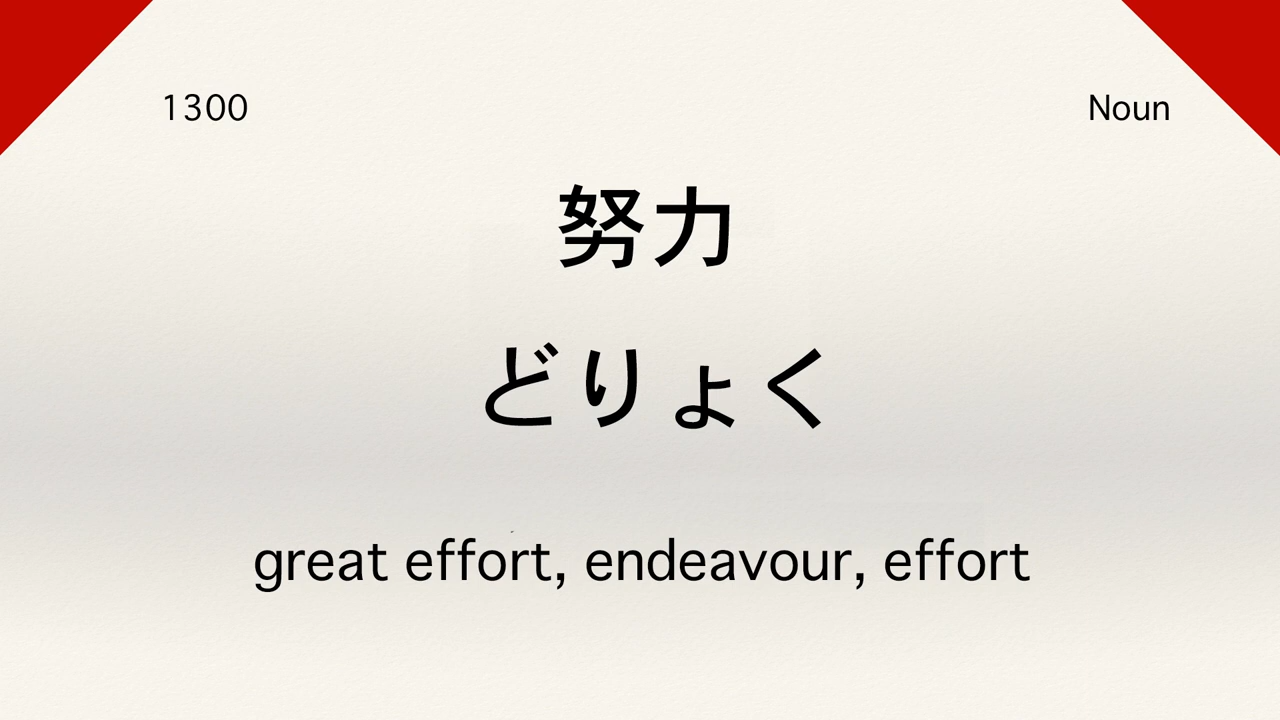 1300
Noun
努力
どりょく
great effort, endeavour, effort